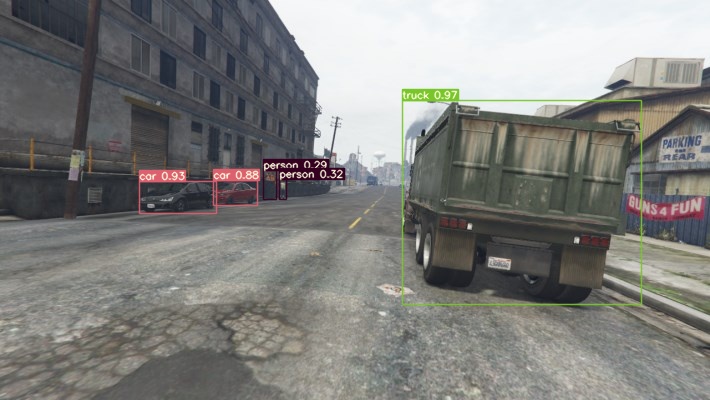 truck 0.97
person 0.29
car 0.93
car 0.88
person 0.32
PARKING
REAR
GUNS 4 FUN